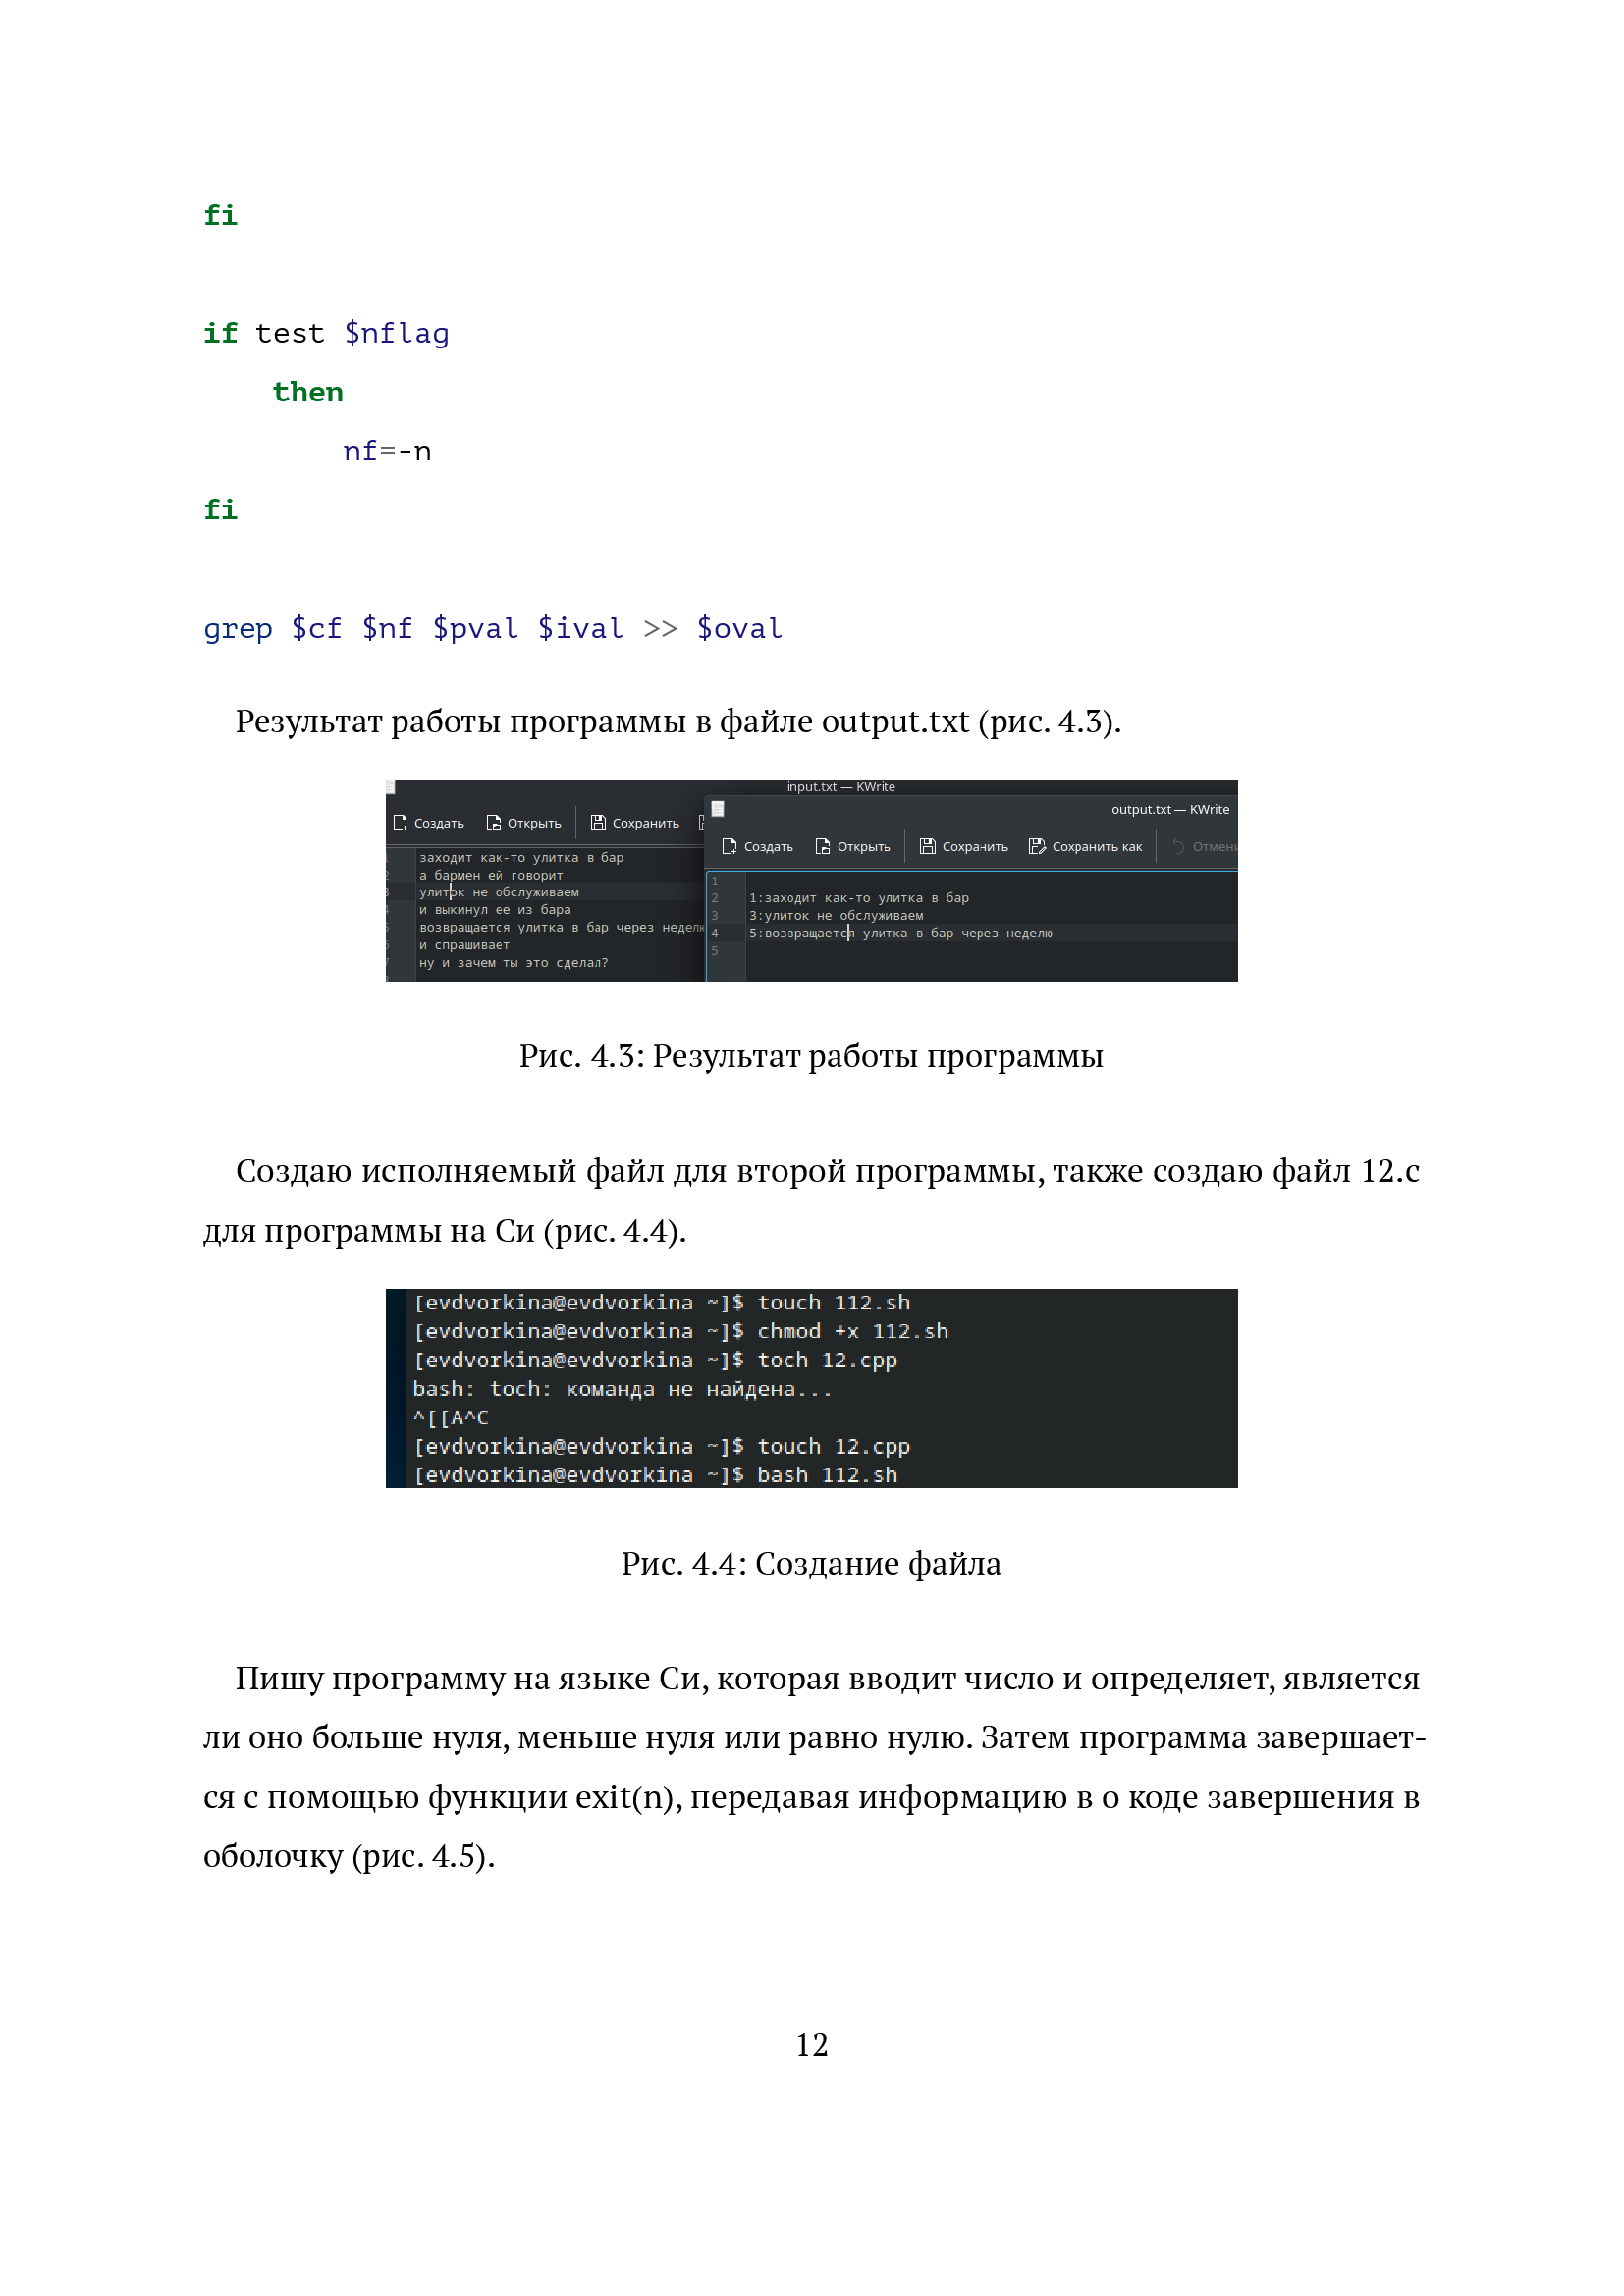 fi
if test $nflag
then
nf=-n
fi
grep $cf $nf $pval $ival >> $oval
Результат работы программы в файле output.txt (рис. 4.3).
input.txt — KWrite
Создать Открыть Сохранить
1 заходит как-то улитка в бар
2 а бармен ей говорит
3 улиток не обслуживаем
4 и выкинул ее из бара
5 возвращается улитка в бар через неделю
6 и спрашивает
7 ну и зачем ты это сделал?
output.txt — KWrite
Создать Открыть Сохранить Сохранить как Отмени
1
2 1:заходит как-то улитка в бар
3 3:улиток не обслуживаем
4 5:возвращается улитка в бар через неделю
5
Рис. 4.3: Результат работы программы
Создаю исполняемый файл для второй программы, также создаю файл 12.c
для программы на Си (рис. 4.4).
[evdvorkina@evdvorkina ~]$ touch 112.sh
[evdvorkina@evdvorkina ~]$ chmod +x 112.sh
[evdvorkina@evdvorkina ~]$ toch 12.cpp
bash: toch: команда не найдена...
^[[A^C
[evdvorkina@evdvorkina ~]$ touch 12.cpp
[evdvorkina@evdvorkina ~]$ bash 112.sh
Рис. 4.4: Создание файла
Пишу программу на языке Си, которая вводит число и определяет, является
ли оно больше нуля, меньше нуля или равно нулю. Затем программа завершает-
ся с помощью функции exit(n), передавая информацию в о коде завершения в
оболочку (рис. 4.5).
12